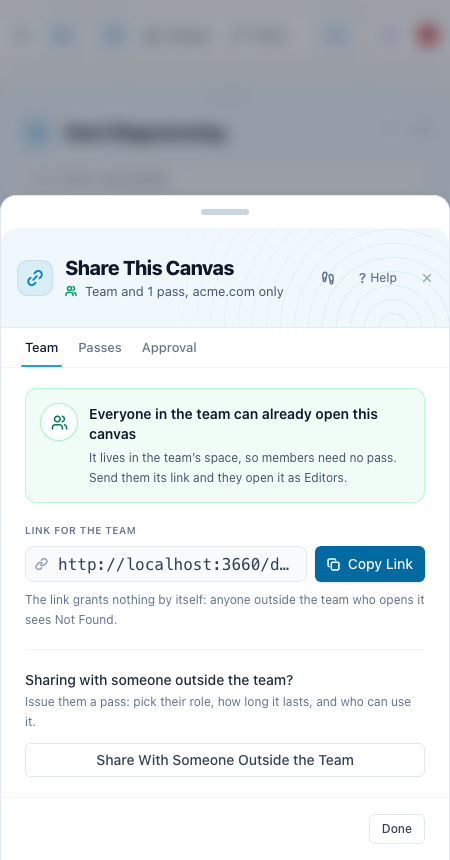 Share This Canvas
Team and 1 pass, acme.com only
? Help
Team
Passes
Approval
Everyone in the team can already open this
canvas
It lives in the team's space, so members need no pass.
Send them its link and they open it as Editors.
LINK FOR THE TEAM
http://localhost:3660/d…
Copy Link
The link grants nothing by itself: anyone outside the team who opens it
sees Not Found.
Sharing with someone outside the team?
Issue them a pass: pick their role, how long it lasts, and who can use
it.
Share With Someone Outside the Team
Done